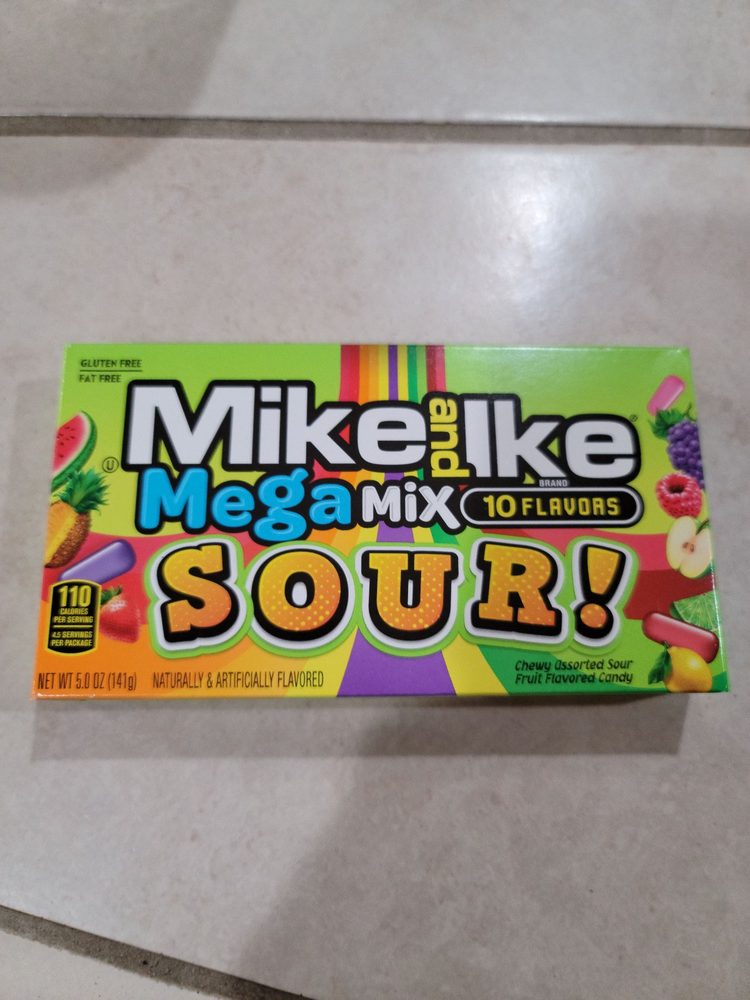 GLUTEN FREE
FAT FREE
Mike and Ike®
BRAND
U
Mega Mix 10 FLAVORS
SOUR!
110
CALORIES
PER SERVING
4.5 SERVINGS
PER PACKAGE
NET WT 5.0 OZ (141g) NATURALLY & ARTIFICIALLY FLAVORED
Chewy Assorted Sour
Fruit Flavored Candy